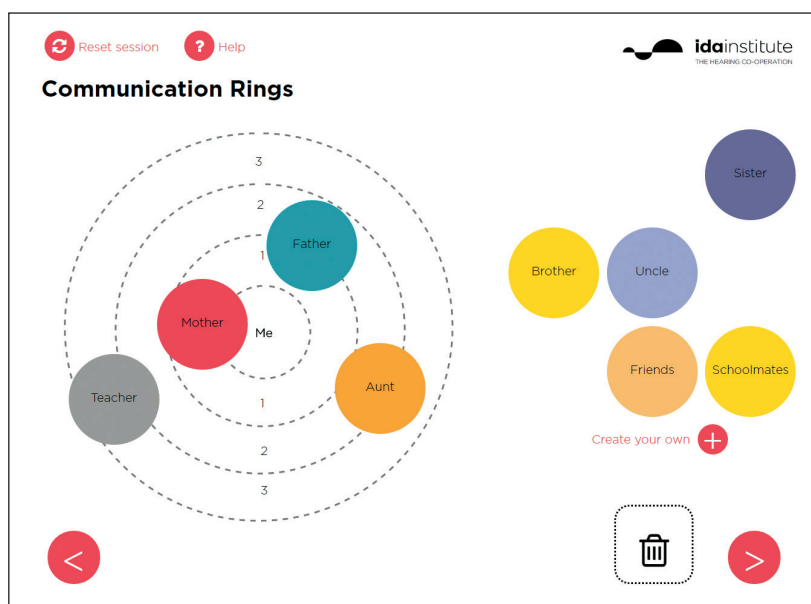 Reset session
? Help
idainstitute
THE HEARING CO-OPERATION
Communication Rings
3
2
1
Me
1
2
3
Father
Mother
Teacher
Aunt
Sister
Brother
Uncle
Friends
Schoolmates
Create your own +
<
>